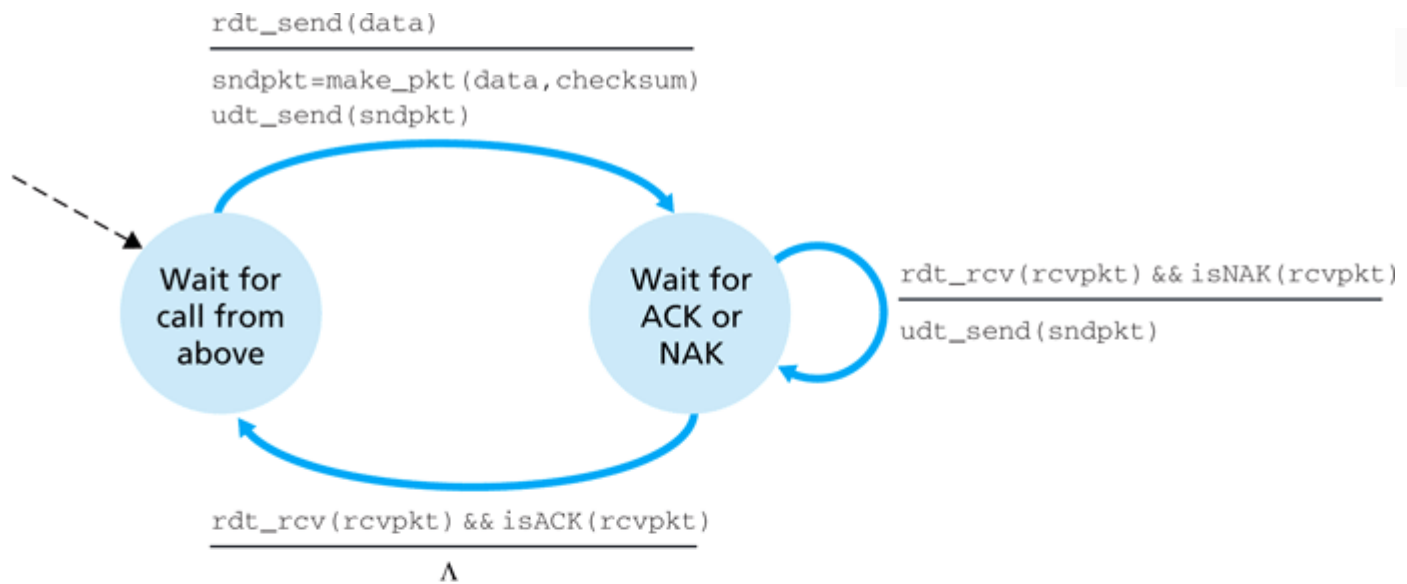 rdt_send(data)
sndpkt=make_pkt(data,checksum)
udt_send(sndpkt)
Wait for
call from
above
Wait for
ACK or
NAK
rdt_rcv(rcvpkt) && isNAK(rcvpkt)
udt_send(sndpkt)
rdt_rcv(rcvpkt) && isACK(rcvpkt)
Λ